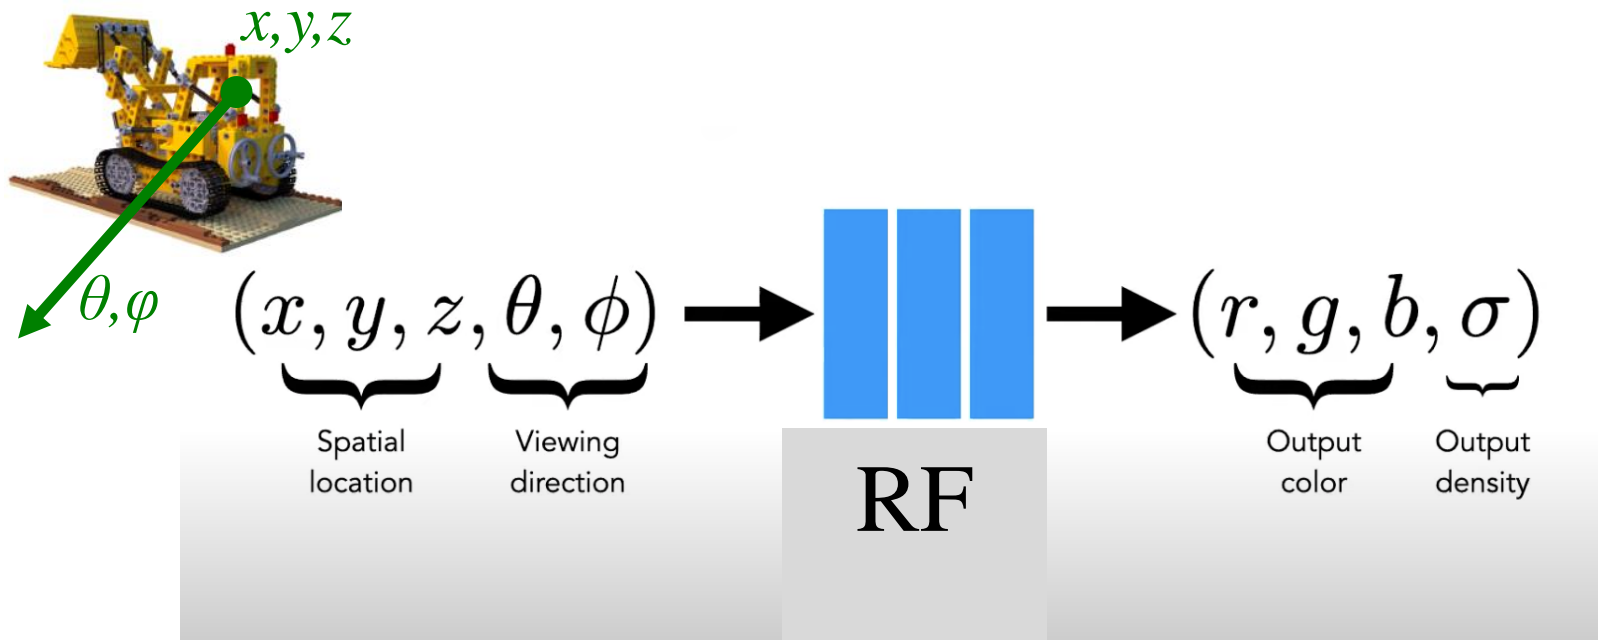 x,y,z
θ,φ
(x, y, z, θ, ϕ)
(r, g, b, σ)
Spatial location
Viewing direction
Output color
Output density
RF